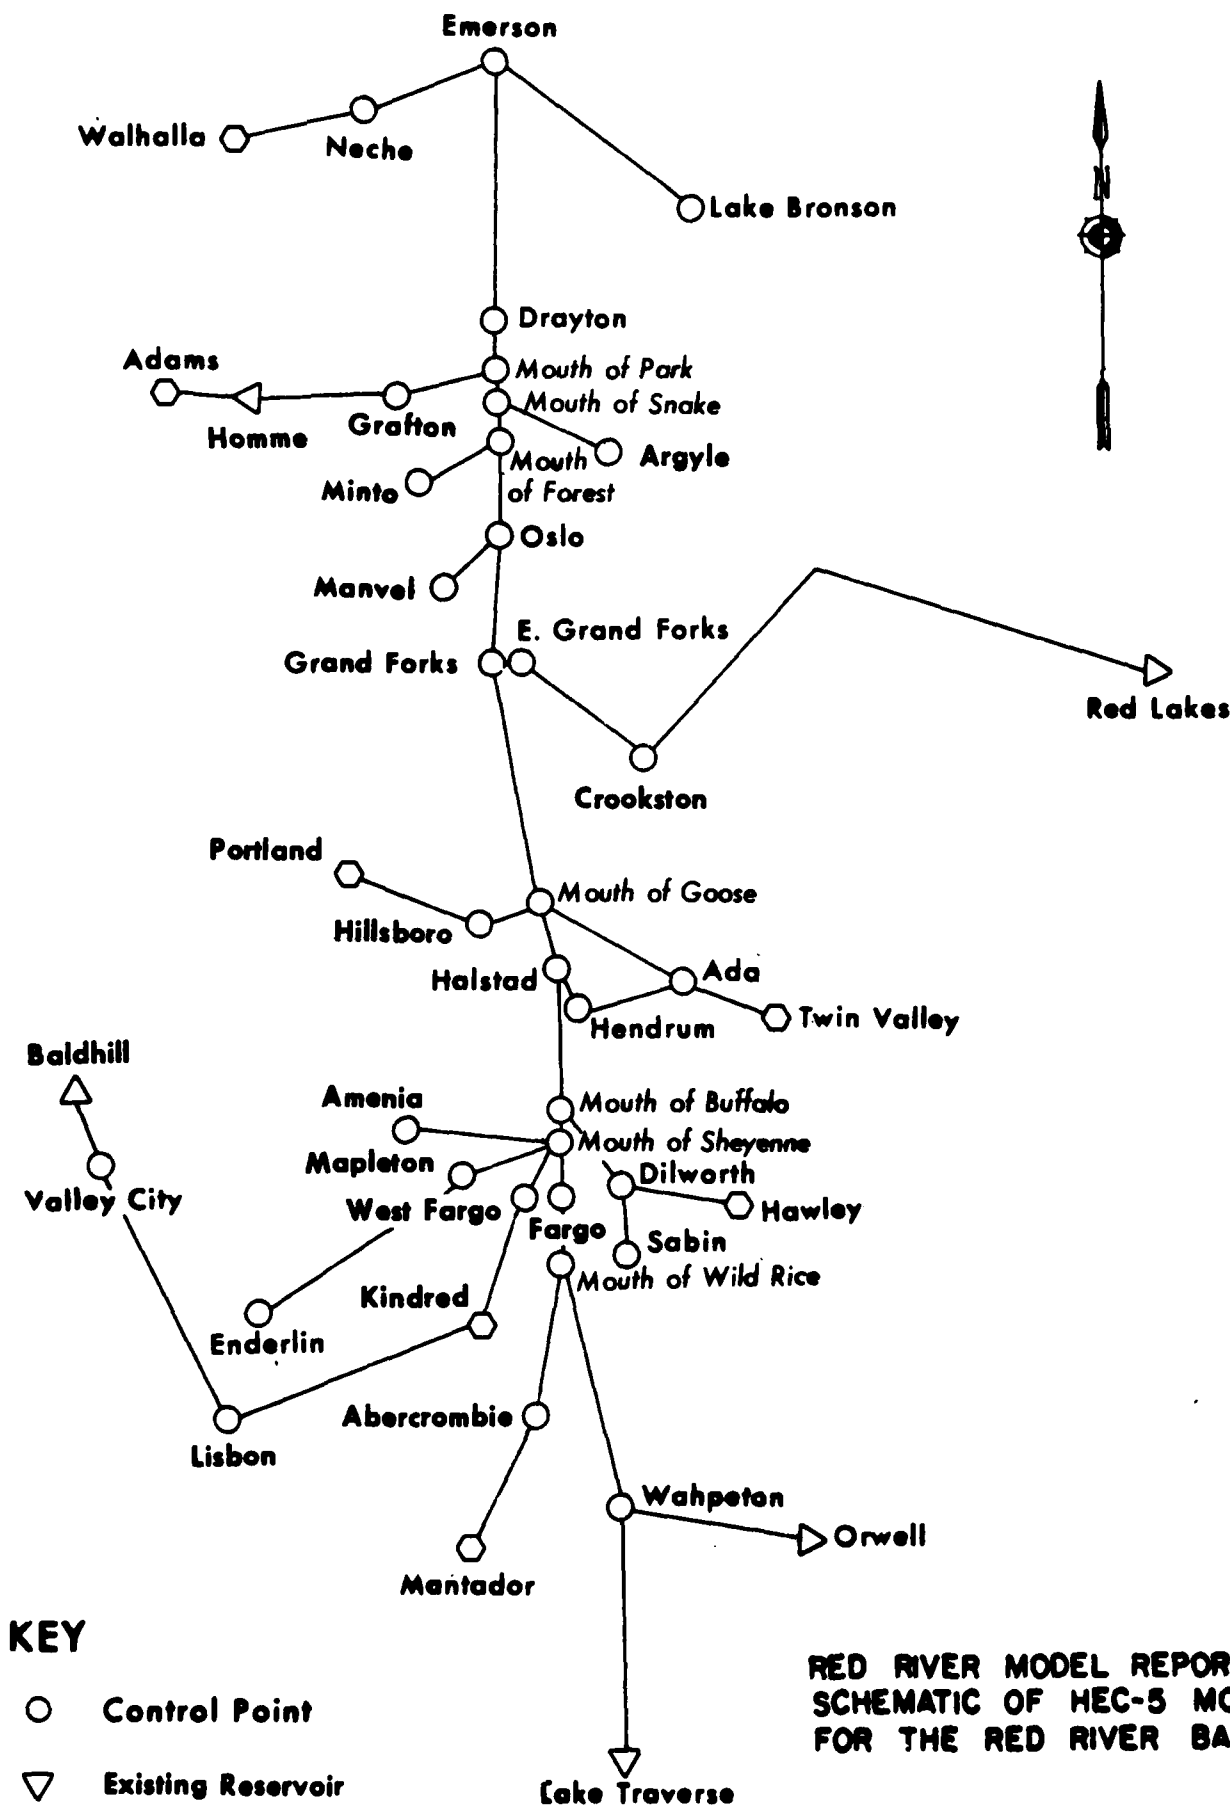 Emerson
Walhalla
Neche
N
Lake Bronson
Drayton
Adams
Mouth of Park
Mouth of Snake
Homme
Grafton
Argyle
Mouth
of Forest
Minto
Oslo
Manvel
E. Grand Forks
Grand Forks
Red Lakes
Crookston
Portland
Mouth of Goose
Hillsboro
Halstad
Ada
Hendrum
Twin Valley
Baldhill
Amenia
Mouth of Buffalo
Mouth of Sheyenne
Mapleton
Dilworth
Valley City
West Fargo
Hawley
Fargo
Sabin
Mouth of Wild Rice
Kindred
Enderlin
Abercrombie
Lisbon
Wahpeton
Orwell
Mantador
KEY
Control Point
Existing Reservoir
RED RIVER MODEL REPOR
SCHEMATIC OF HEC-5 MO
FOR THE RED RIVER BA
Lake Traverse